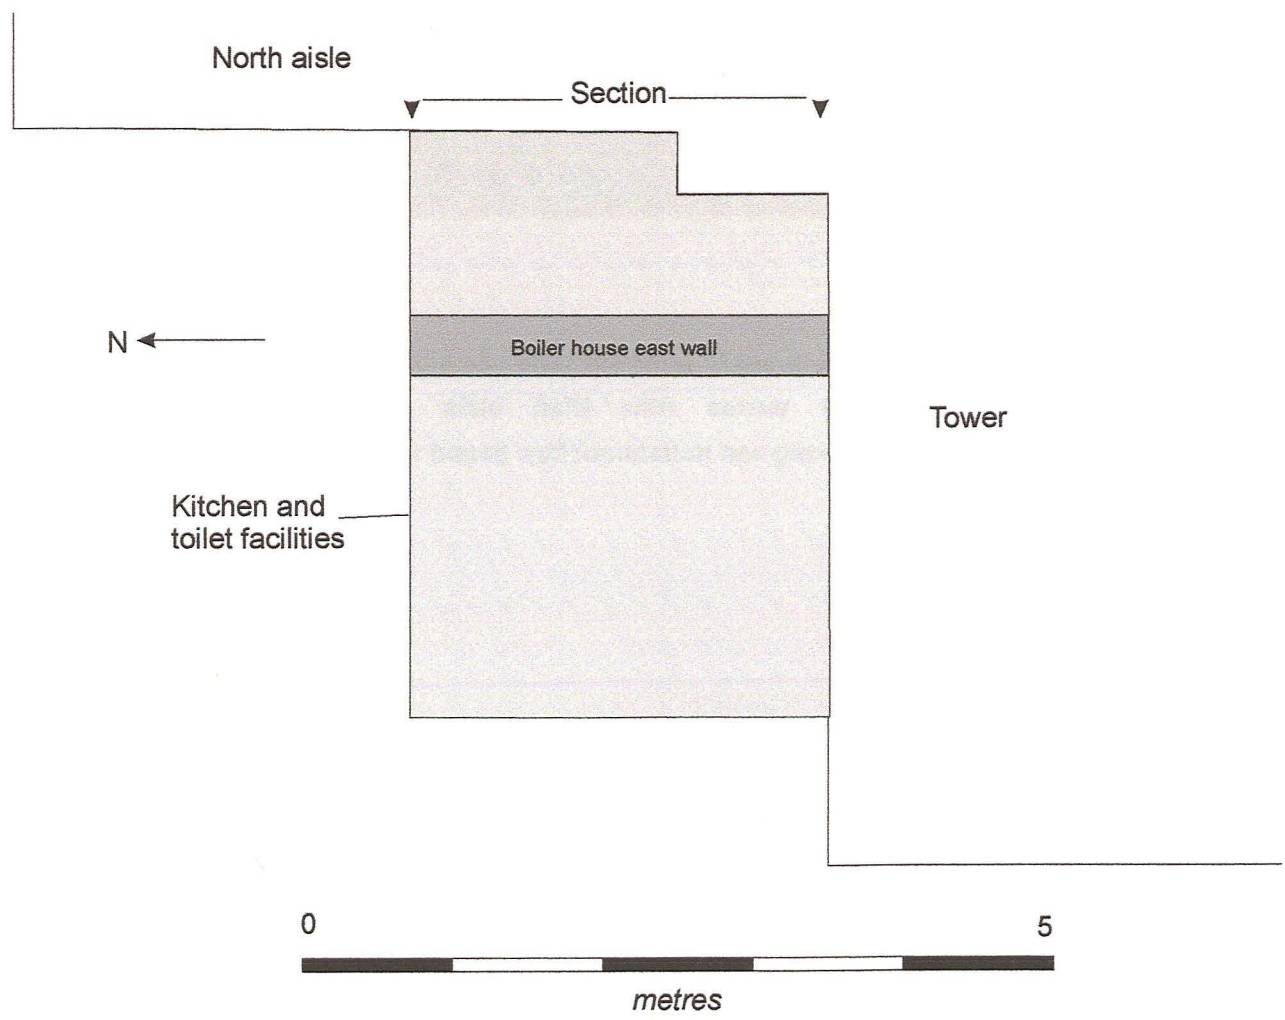 North aisle
Section
N
Boiler house east wall
Tower
Kitchen and
toilet facilities
0
5
metres